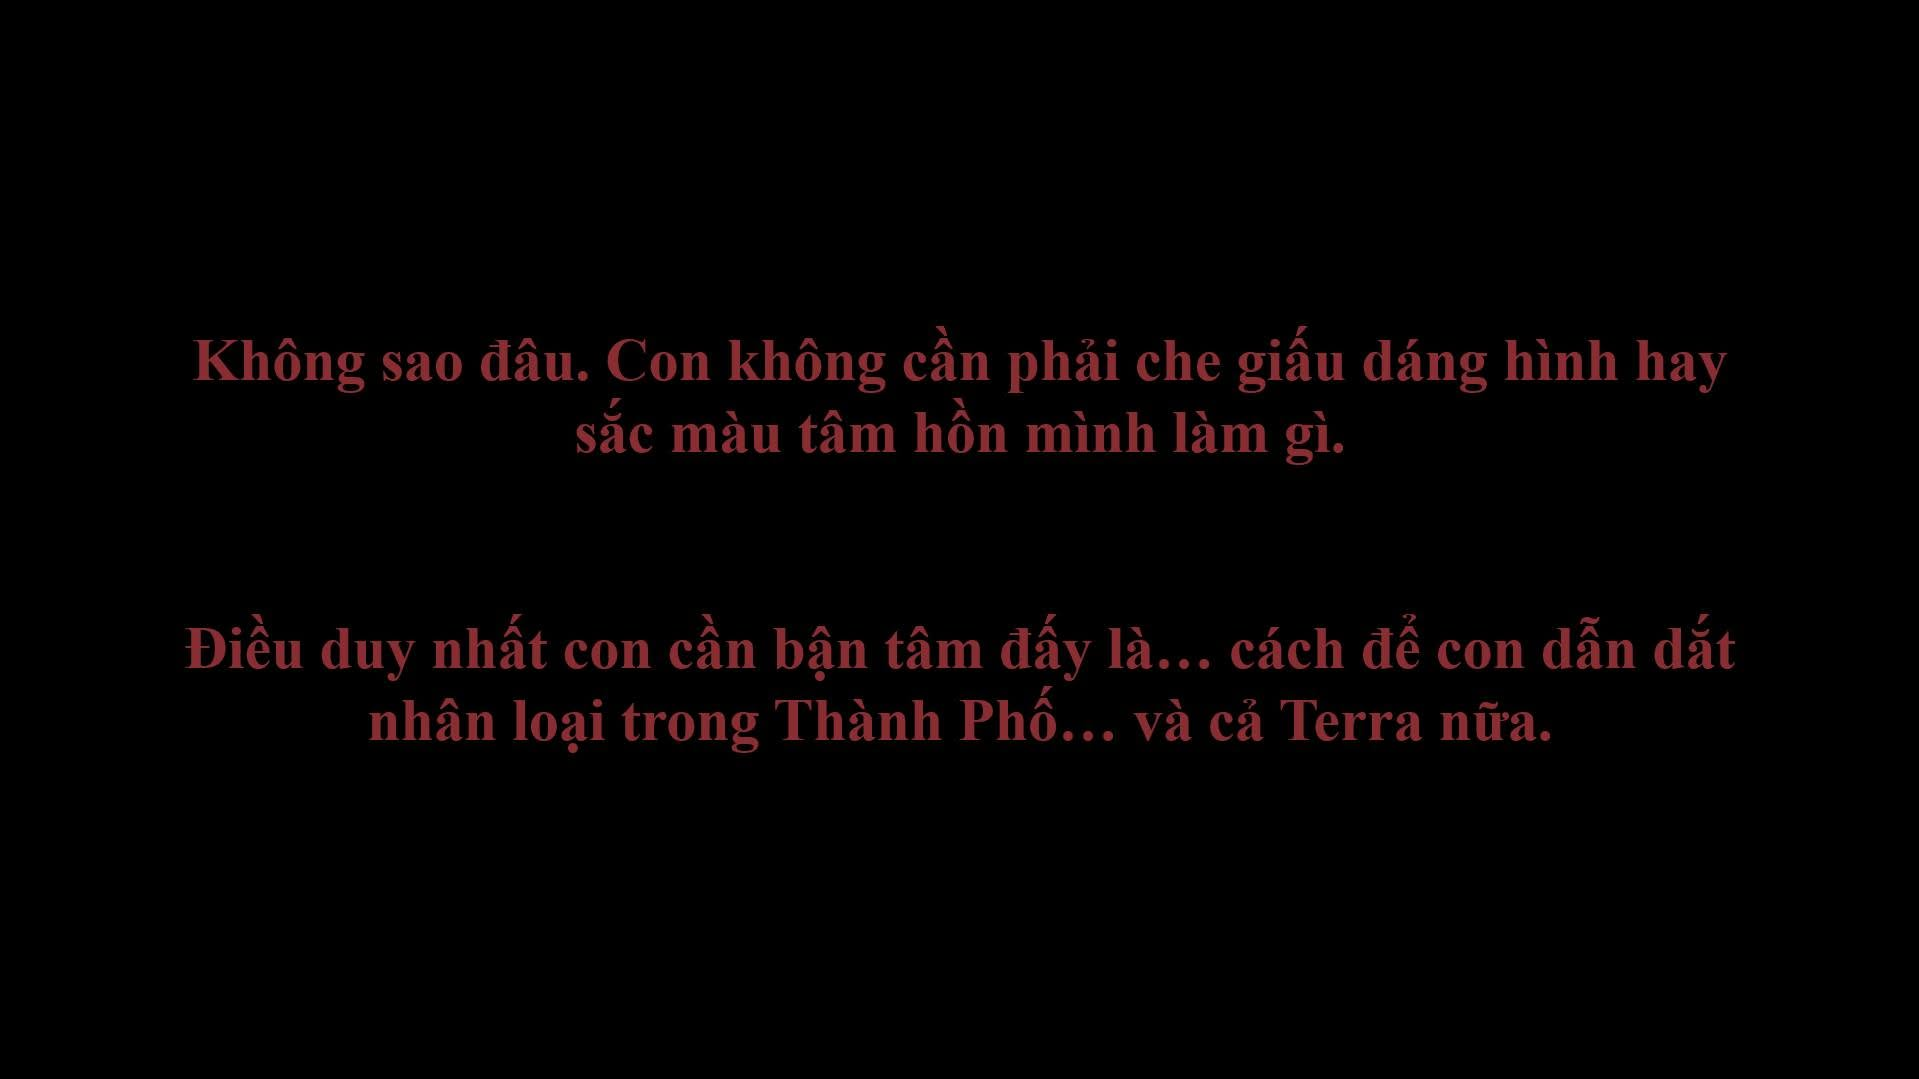 Không sao đâu. Con không cần phải che giấu dáng hình hay
sắc màu tâm hồn mình làm gì.
Điều duy nhất con cần bận tâm đấy là… cách để con dẫn dắt
nhân loại trong Thành Phố… và cả Terra nữa.